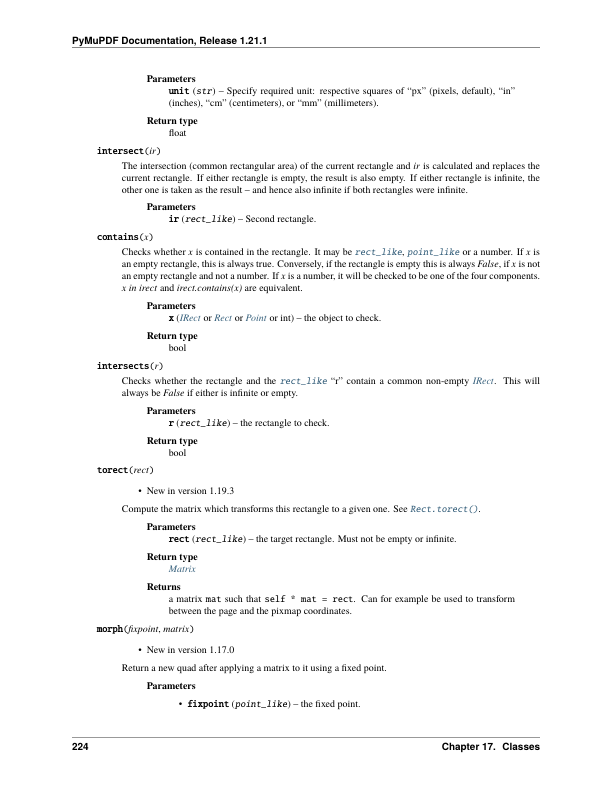 PyMuPDF Documentation, Release 1.21.1
Parameters
unit (str) – Specify required unit: respective squares of “px” (pixels, default), “in”
(inches), “cm” (centimeters), or “mm” (millimeters).
Return type
float
intersect(ir)
The intersection (common rectangular area) of the current rectangle and ir is calculated and replaces the
current rectangle. If either rectangle is empty, the result is also empty. If either rectangle is infinite, the
other one is taken as the result – and hence also infinite if both rectangles were infinite.
Parameters
ir (rect_like) – Second rectangle.
contains(x)
Checks whether x is contained in the rectangle. It may be rect_like, point_like or a number. If x is
an empty rectangle, this is always true. Conversely, if the rectangle is empty this is always False, if x is not
an empty rectangle and not a number. If x is a number, it will be checked to be one of the four components.
x in irect and irect.contains(x) are equivalent.
Parameters
x (IRect or Rect or Point or int) – the object to check.
Return type
bool
intersects(r)
Checks whether the rectangle and the rect_like “r” contain a common non-empty IRect. This will
always be False if either is infinite or empty.
Parameters
r (rect_like) – the rectangle to check.
Return type
bool
torect(rect)
• New in version 1.19.3
Compute the matrix which transforms this rectangle to a given one. See Rect.torect().
Parameters
rect (rect_like) – the target rectangle. Must not be empty or infinite.
Return type
Matrix
Returns
a matrix mat such that self * mat = rect. Can for example be used to transform
between the page and the pixmap coordinates.
morph(fixpoint, matrix)
• New in version 1.17.0
Return a new quad after applying a matrix to it using a fixed point.
Parameters
• fixpoint (point_like) – the fixed point.
224 Chapter 17. Classes